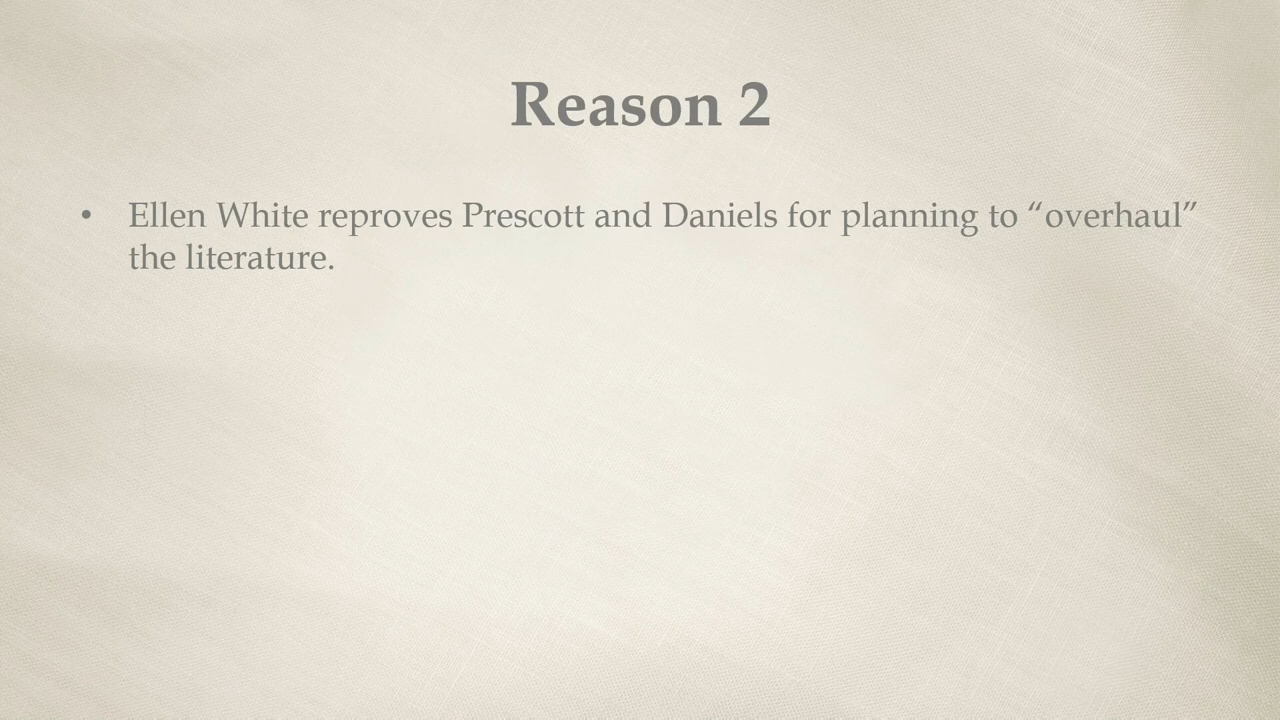 Reason 2
• Ellen White reproves Prescott and Daniels for planning to “overhaul”
the literature.